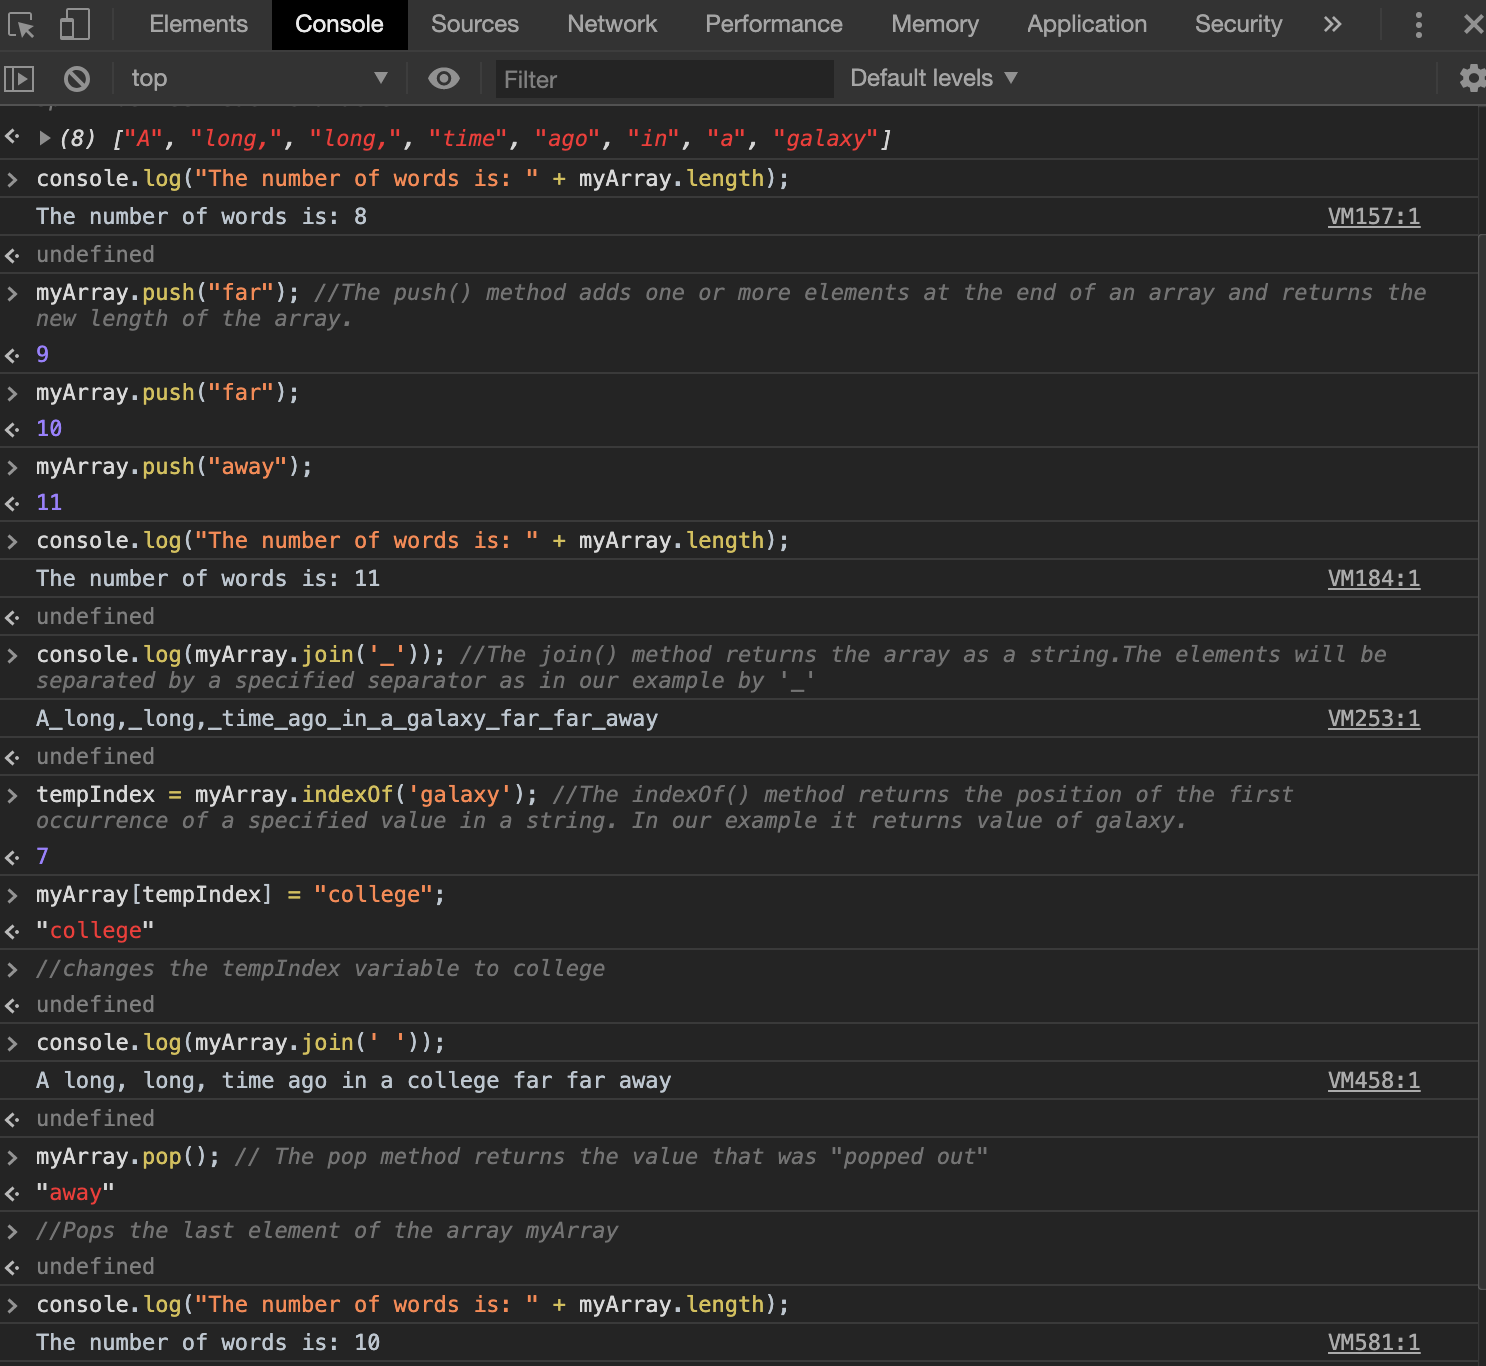 Elements Console Sources Network Performance Memory Application Security »
top ▼ Filter Default levels ▼
(8) ["A", "long,", "long,", "time", "ago", "in", "a", "galaxy"]
console.log("The number of words is: " + myArray.length);
The number of words is: 8 VM157:1
undefined
myArray.push("far"); //The push() method adds one or more elements at the end of an array and returns the
new length of the array.
9
myArray.push("far");
10
myArray.push("away");
11
console.log("The number of words is: " + myArray.length);
The number of words is: 11 VM184:1
undefined
console.log(myArray.join('_')); //The join() method returns the array as a string.The elements will be
separated by a specified separator as in our example by '_'
A_long,_long,_time_ago_in_a_galaxy_far_far_away VM253:1
undefined
tempIndex = myArray.indexOf('galaxy'); //The indexOf() method returns the position of the first
occurrence of a specified value in a string. In our example it returns value of galaxy.
7
myArray[tempIndex] = "college";
"college"
//changes the tempIndex variable to college
undefined
console.log(myArray.join(' '));
A long, long, time ago in a college far far away VM458:1
undefined
myArray.pop(); // The pop method returns the value that was "popped out"
"away"
//Pops the last element of the array myArray
undefined
console.log("The number of words is: " + myArray.length);
The number of words is: 10 VM581:1